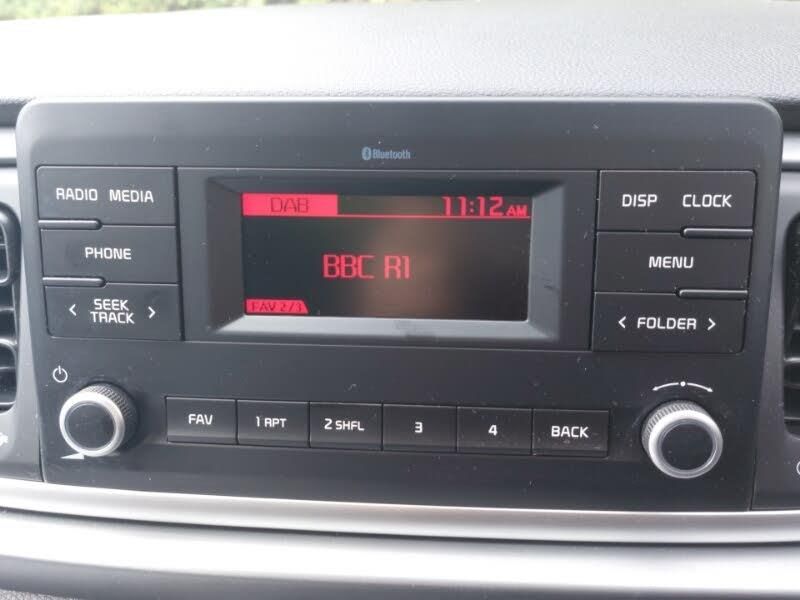 Bluetooth
RADIO MEDIA
PHONE
< SEEK TRACK >
DAB 11:12 AM
BBC R1
FAV 2/3
DISP CLOCK
MENU
< FOLDER >
FAV 1 RPT 2 SHFL 3 4 BACK